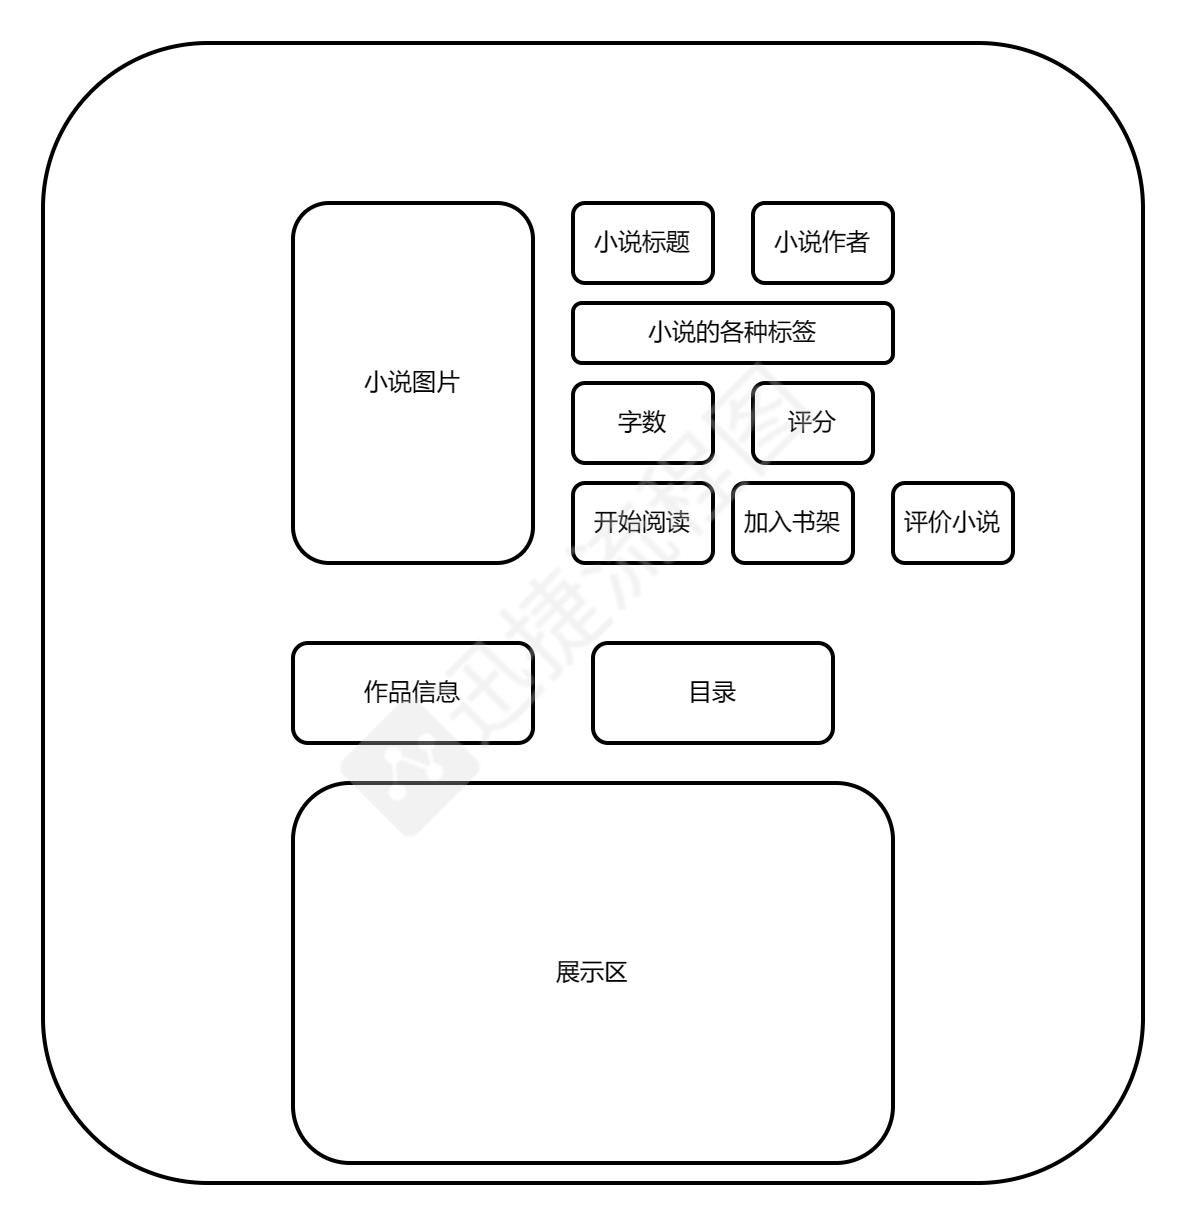 小说图片
小说标题
小说作者
小说的各种标签
字数
评分
开始阅读
加入书架
评价小说
作品信息
目录
展示区
迅捷流程图